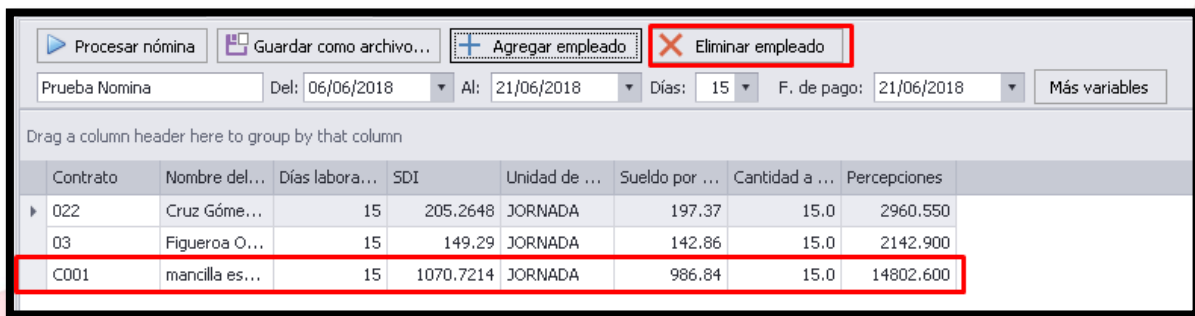 Procesar nómina Guardar como archivo... Agregar empleado Eliminar empleado
Prueba Nomina Del: 06/06/2018 Al: 21/06/2018 Días: 15 F. de pago: 21/06/2018 Más variables
Drag a column header here to group by that column
Contrato Nombre del... Días labora... SDI Unidad de ... Sueldo por ... Cantidad a ... Percepciones
022 Cruz Góme... 15 205.2648 JORNADA 197.37 15.0 2960.550
03 Figueroa O... 15 149.29 JORNADA 142.86 15.0 2142.900
C001 mancilla es... 15 1070.7214 JORNADA 986.84 15.0 14802.600